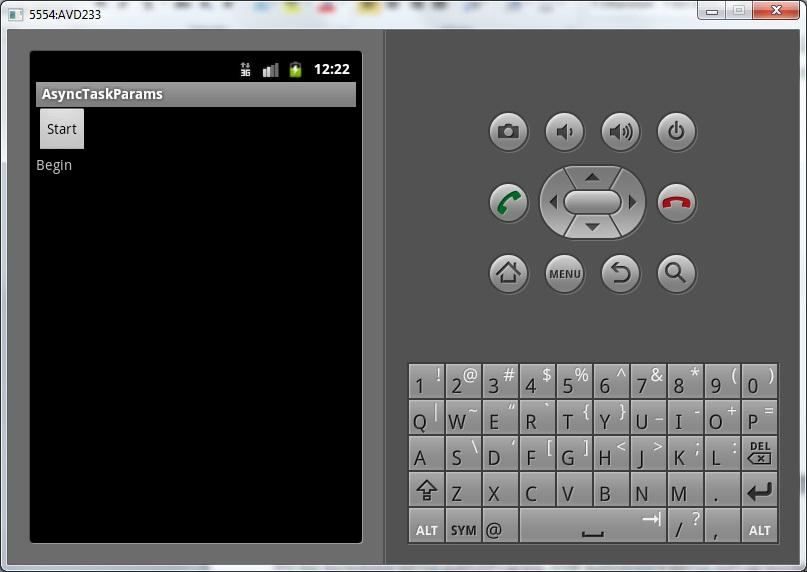 5554:AVD233
3G 12:22
AsyncTaskParams
Start
Begin
MENU
1 ! 2 @ 3 # 4 $ 5 % 6 ^ 7 & 8 * 9 ( 0 )
Q | W ~ E “ R ` T { Y } U _ I - O + P =
A S \ D ‘ F [ G ] H < J > K ; L : DEL
Z X C V B N M .
ALT SYM @ / ? , ALT